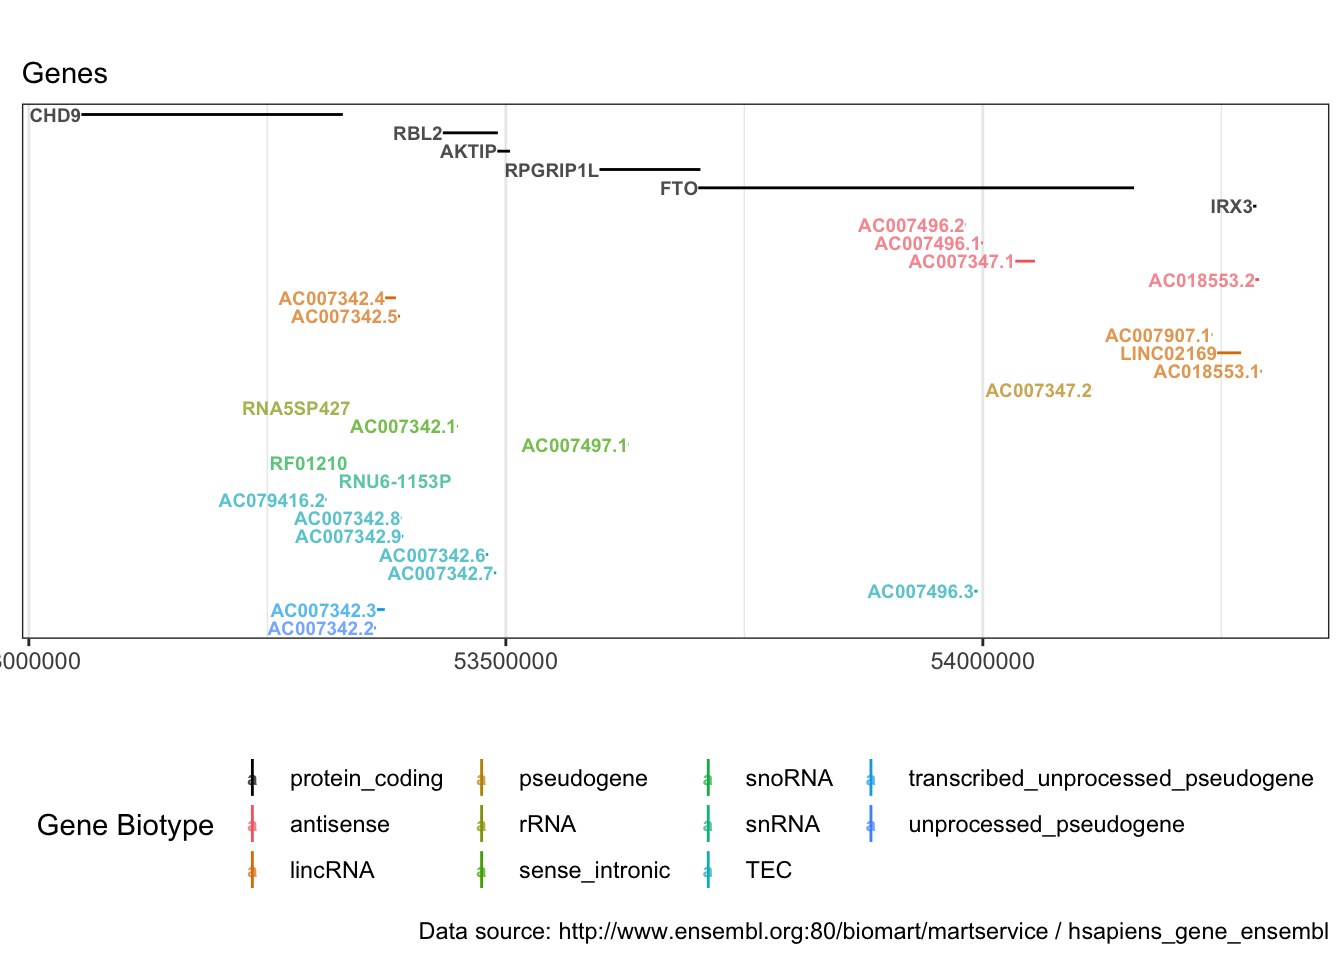 Genes
CHD9
RBL2
AKTIP
RPGRIP1L
FTO
IRX3
AC007496.2
AC007496.1
AC007347.1
AC018553.2
AC007342.4
AC007342.5
AC007907.1
LINC02169
AC018553.1
AC007347.2
RNA5SP427
AC007342.1
AC007497.1
RF01210
RNU6-1153P
AC079416.2
AC007342.8
AC007342.9
AC007342.6
AC007342.7
AC007496.3
AC007342.3
AC007342.2
000000 53500000 54000000
Gene Biotype
a protein_coding a pseudogene a snoRNA a transcribed_unprocessed_pseudogene
a antisense a rRNA a snRNA a unprocessed_pseudogene
a lincRNA a sense_intronic a TEC
Data source: http://www.ensembl.org:80/biomart/martservice / hsapiens_gene_ensembl